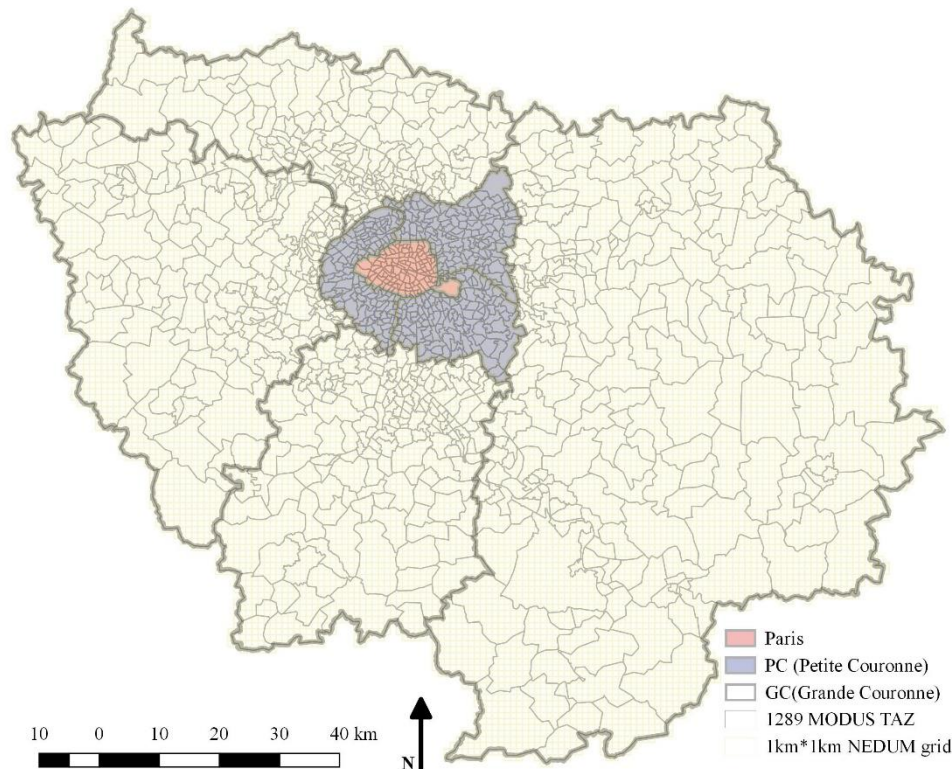 Paris
PC (Petite Couronne)
GC(Grande Couronne)
1289 MODUS TAZ
1km*1km NEDUM grid
10 0 10 20 30 40 km
N